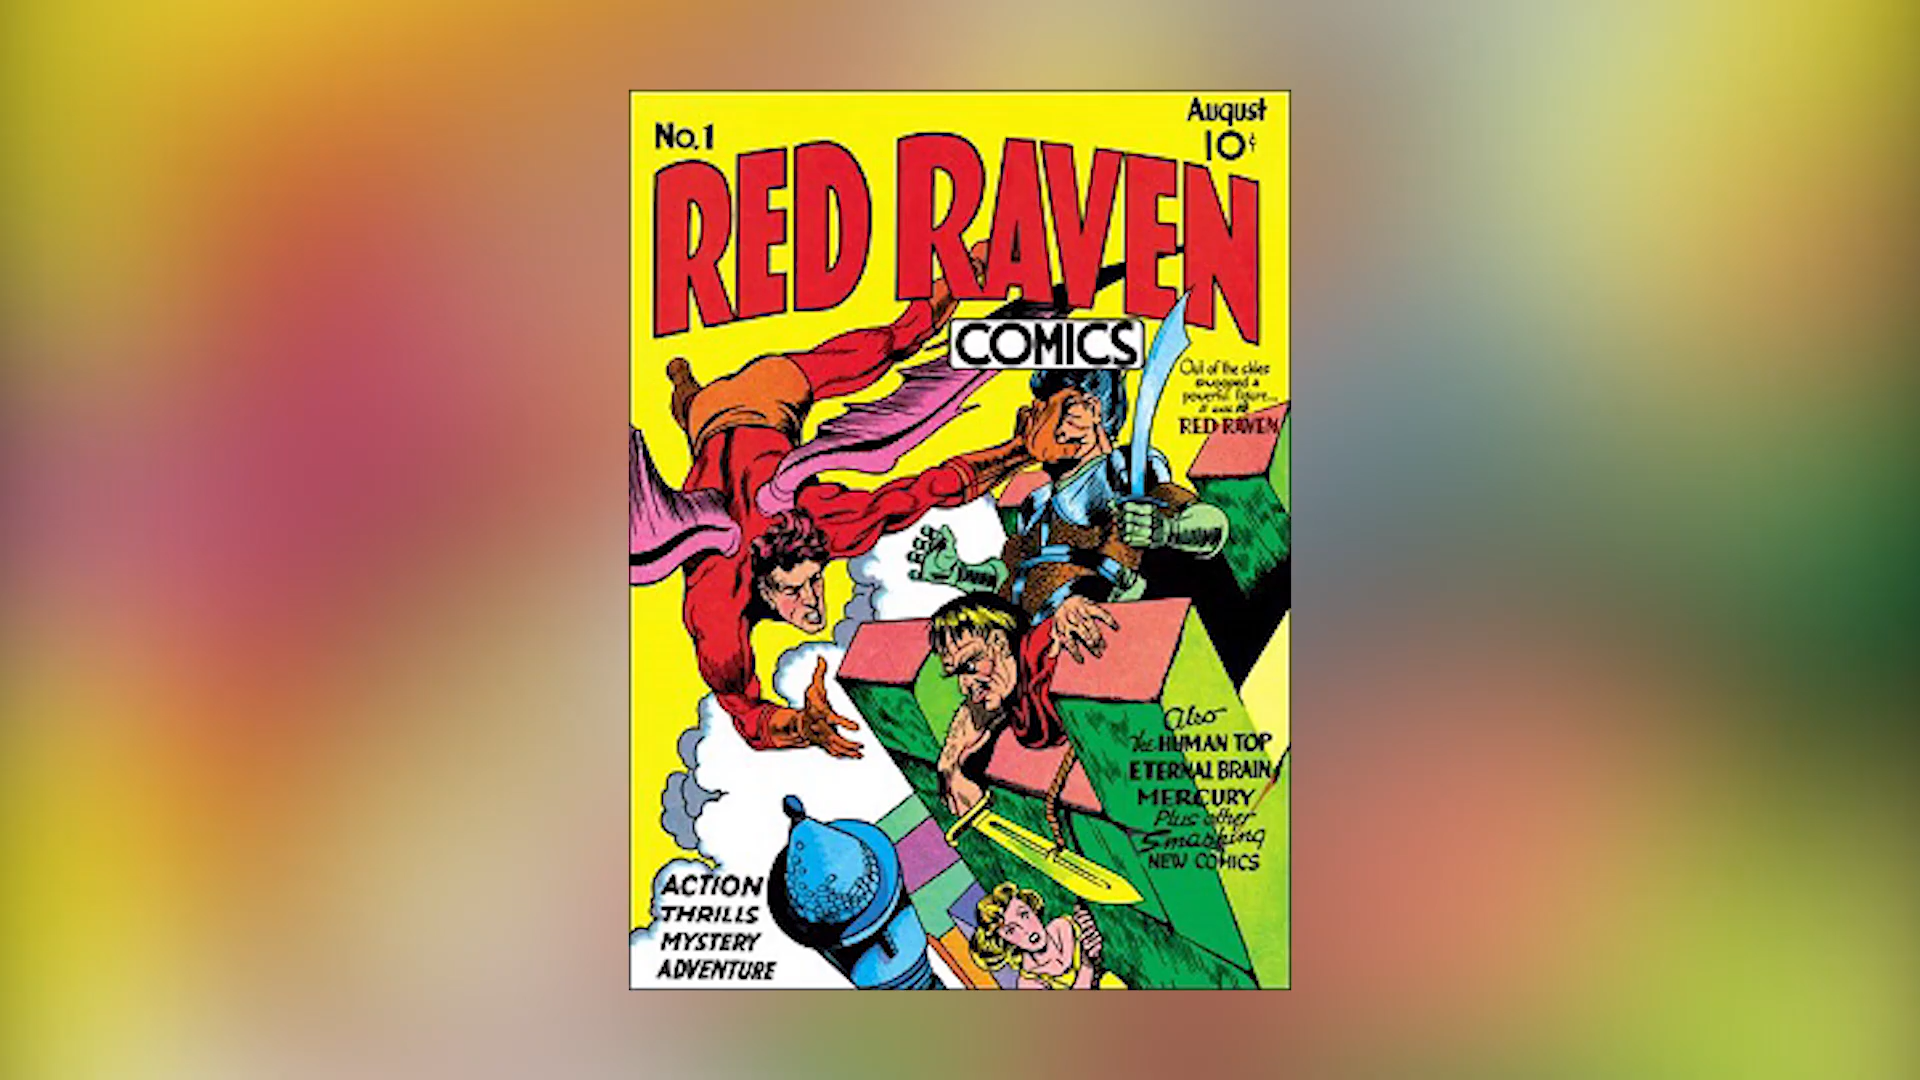 No.1
August
10¢
RED RAVEN
COMICS
Out of the skies
swooped a
powerful figure...
it was the
RED RAVEN
Also
the HUMAN TOP
ETERNAL BRAIN
MERCURY
Plus other
Smashing
NEW COMICS
ACTION
THRILLS
MYSTERY
ADVENTURE